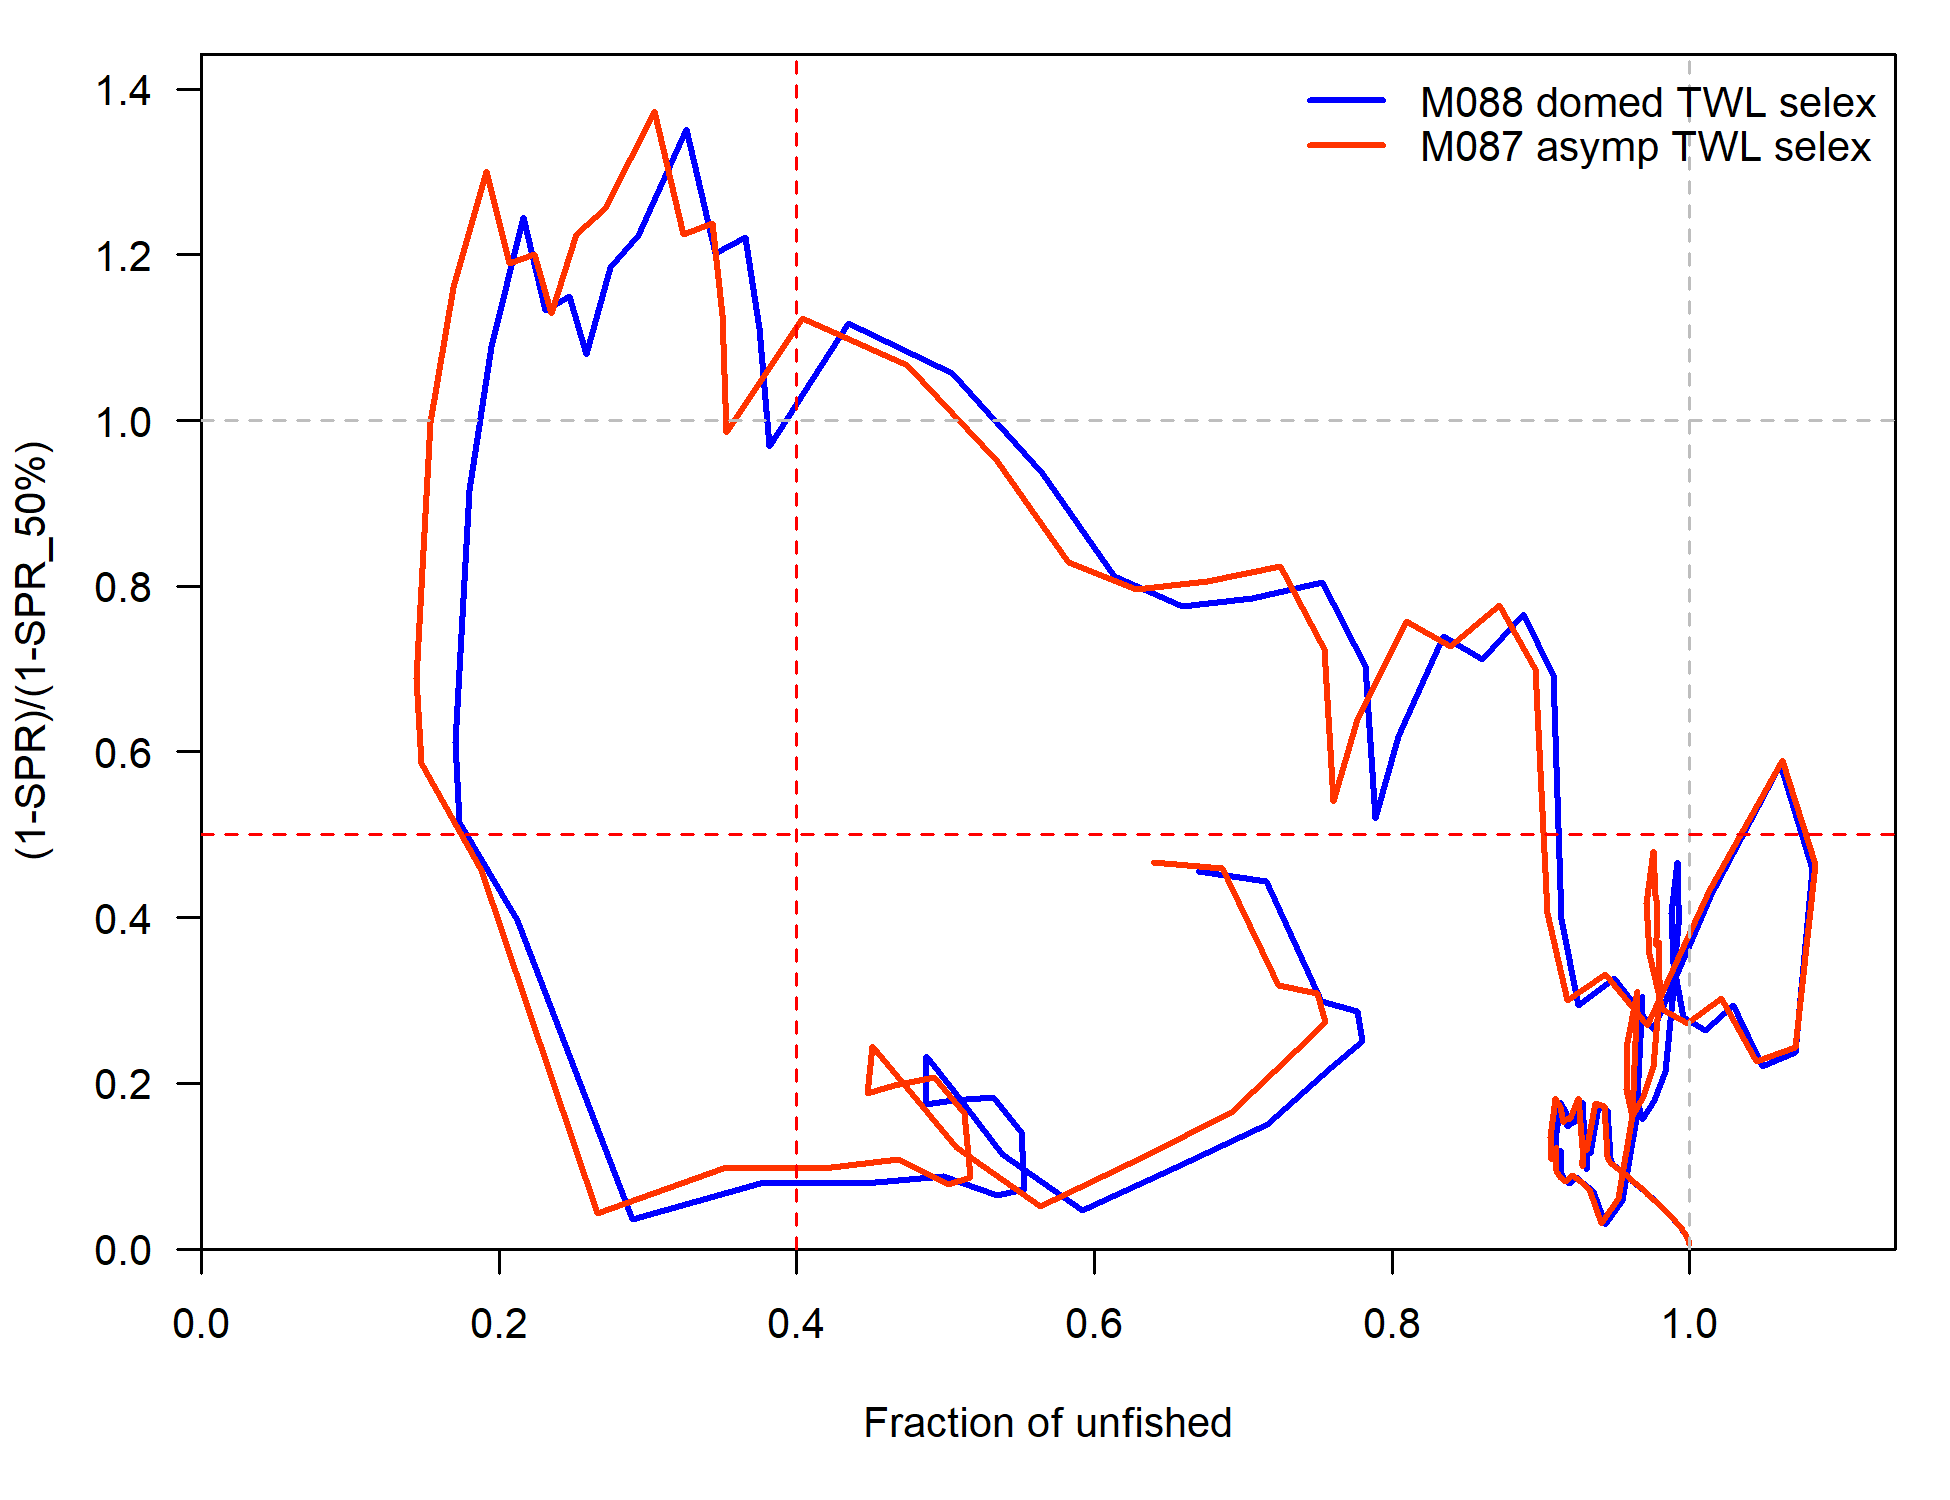 M088 domed TWL selex
M087 asymp TWL selex
1.4
1.2
1.0
0.8
0.6
0.4
0.2
0.0
(1-SPR)/(1-SPR_50%)
0.0 0.2 0.4 0.6 0.8 1.0
Fraction of unfished